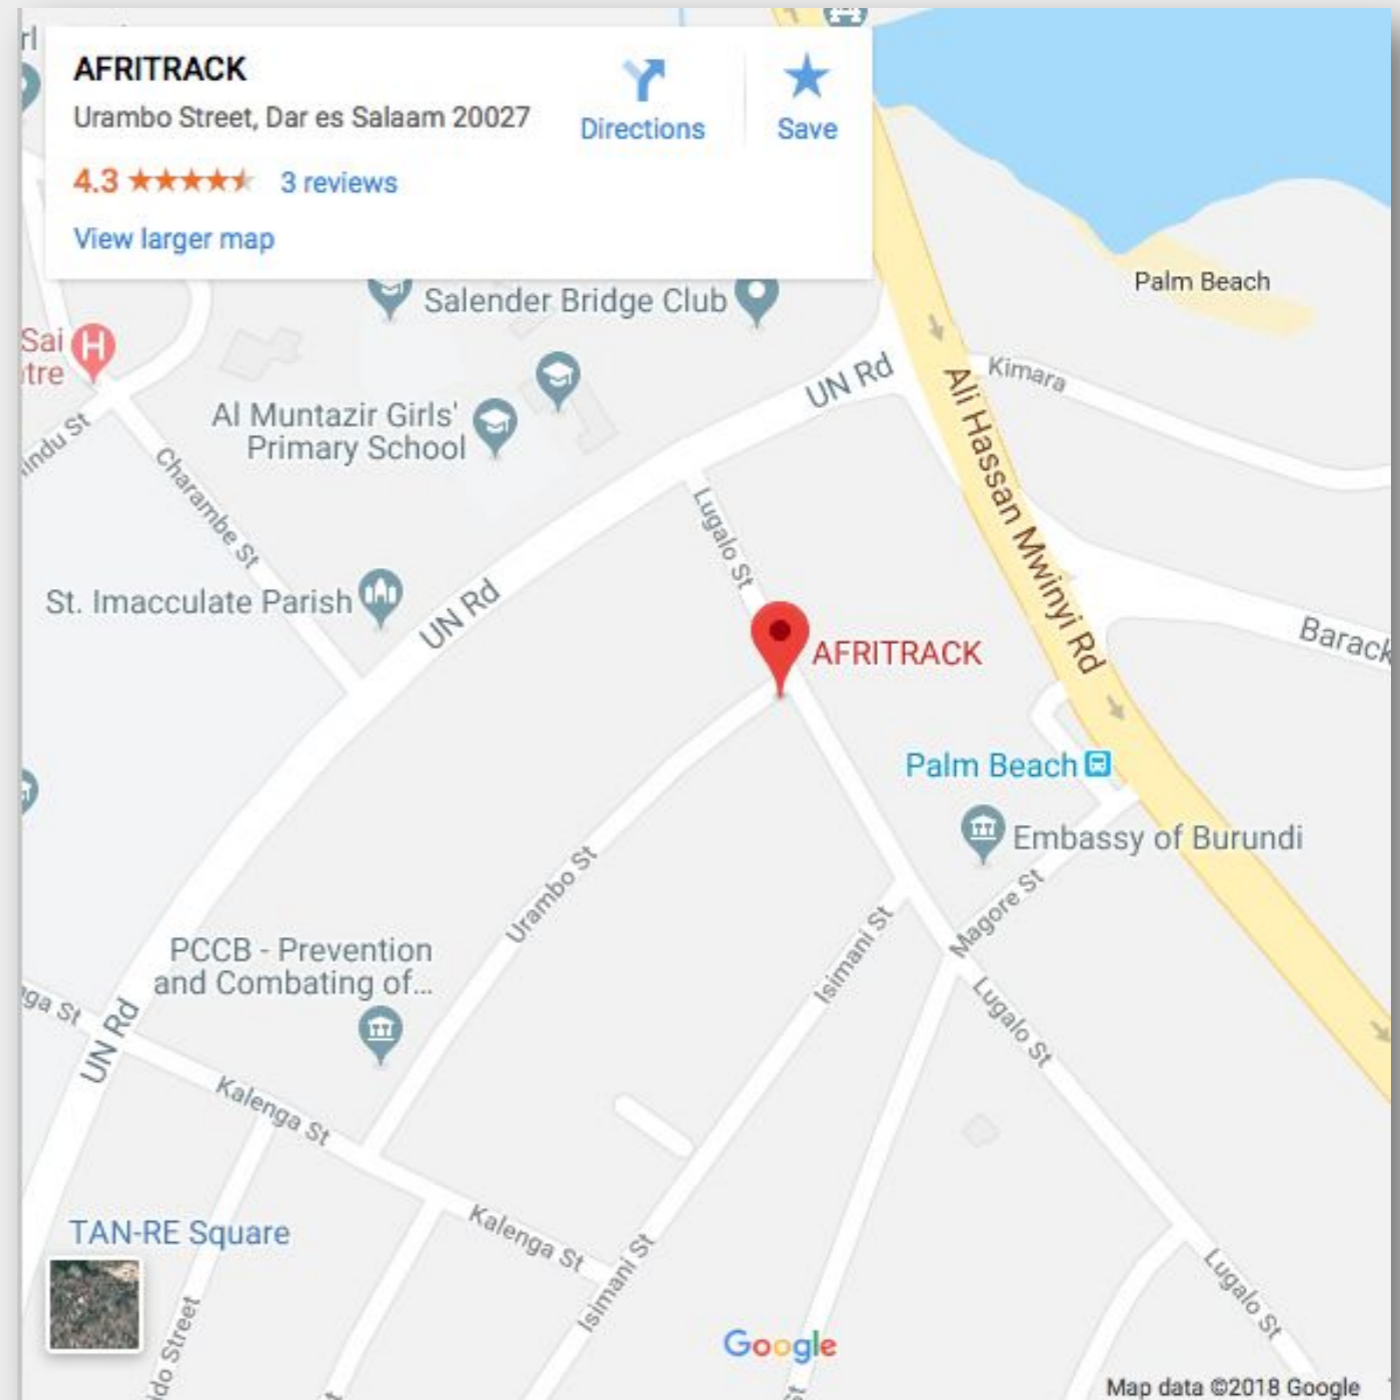 AFRITRACK
Urambo Street, Dar es Salaam 20027
Directions
Save
4.3
3 reviews
View larger map
Salender Bridge Club
Palm Beach
Sai
UN Rd
Kimara
Al Muntazir Girls'
Primary School
Ali Hassan Mwinyi Rd
Charambe St
Lugalo St
St. Imacculate Parish
UN Rd
AFRITRACK
Barack
Palm Beach
Embassy of Burundi
Urambo St
Magore St
Isimani St
PCCB - Prevention
and Combating of...
UN Rd
Lugalo St
Kalenga St
TAN-RE Square
Kalenga St
Isimani St
Lugalo St
Street
Google
Map data ©2018 Google